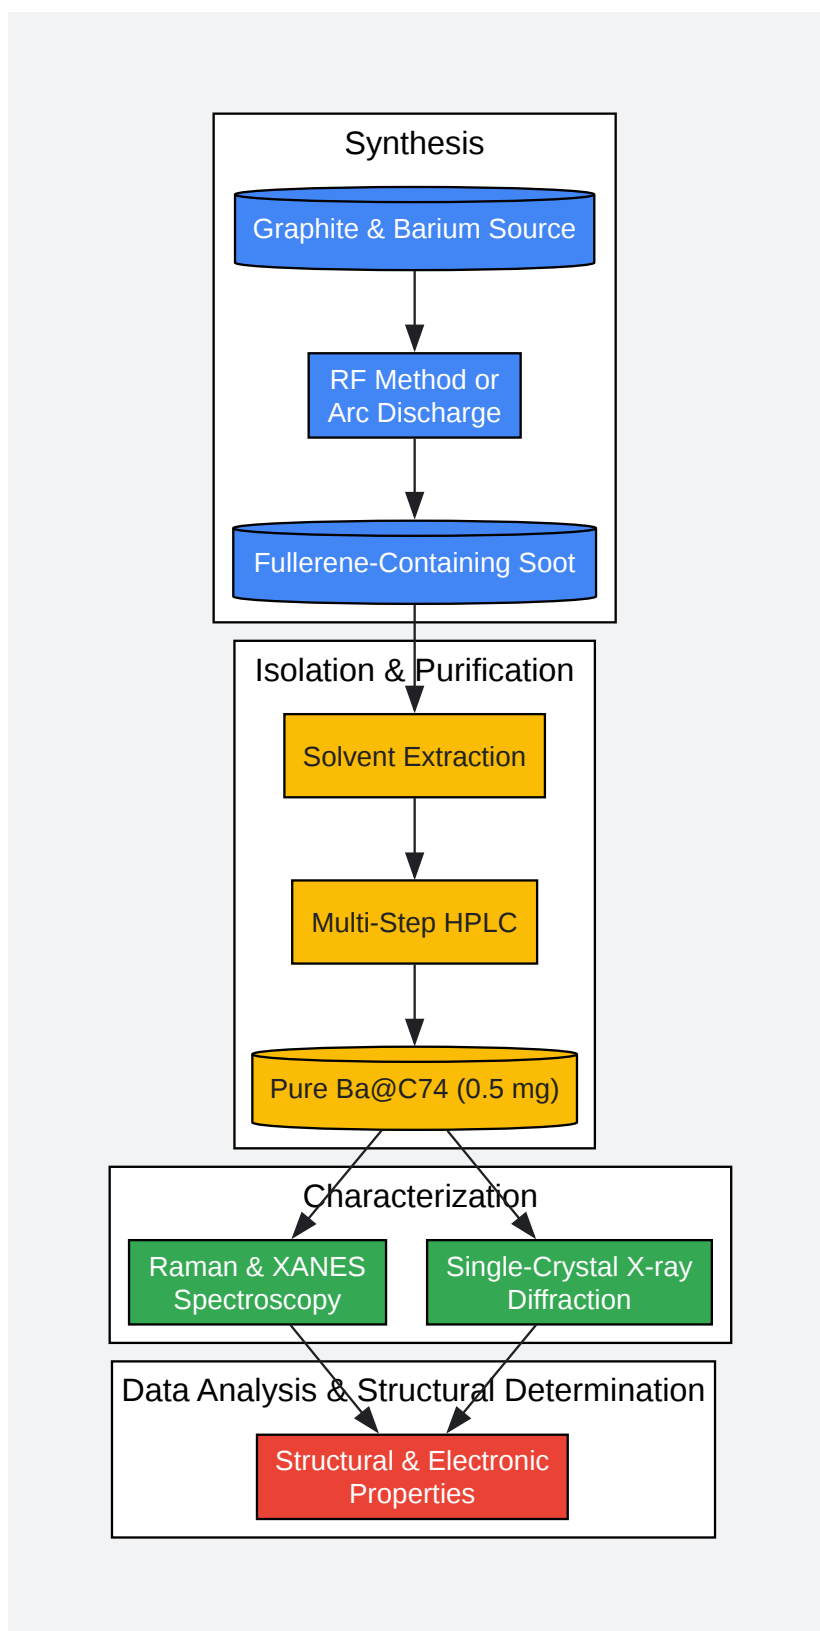 Synthesis
Graphite & Barium Source
RF Method or
Arc Discharge
Fullerene-Containing Soot
Isolation & Purification
Solvent Extraction
Multi-Step HPLC
Pure Ba@C74 (0.5 mg)
Characterization
Raman & XANES
Spectroscopy
Single-Crystal X-ray
Diffraction
Data Analysis & Structural Determination
Structural & Electronic
Properties